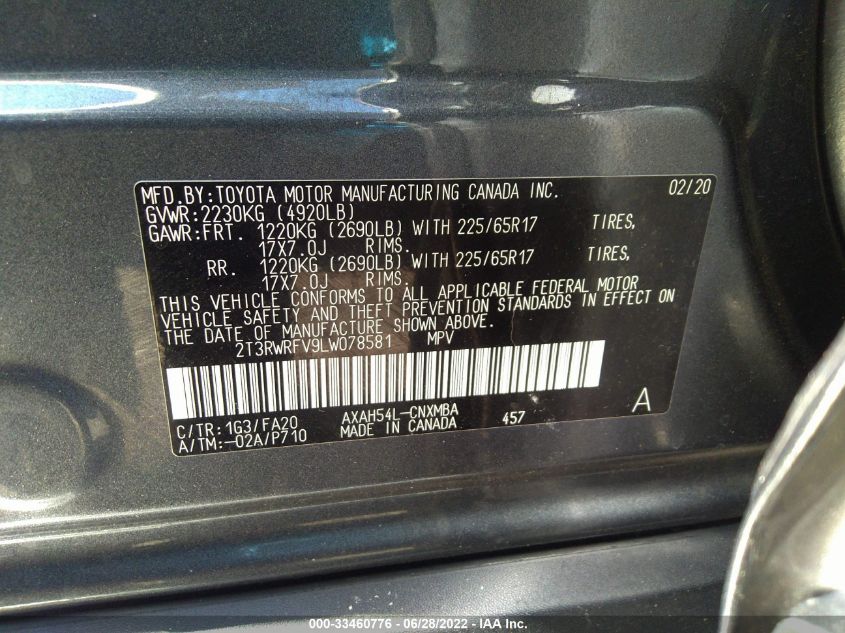 MFD.BY:TOYOTA MOTOR MANUFACTURING CANADA INC. 02/20
GVWR:2230KG (4920LB)
GAWR:FRT. 1220KG (2690LB) WITH 225/65R17 TIRES,
17X7.0J RIMS.
RR. 1220KG (2690LB) WITH 225/65R17 TIRES,
17X7.0J RIMS.
THIS VEHICLE CONFORMS TO ALL APPLICABLE FEDERAL MOTOR
VEHICLE SAFETY AND THEFT PREVENTION STANDARDS IN EFFECT ON
THE DATE OF MANUFACTURE SHOWN ABOVE.
2T3RWRFV9LW078581 MPV
C/TR:1G3/FA20 AXAH54L-CNXMBA A
A/TM:-02A/P710 MADE IN CANADA 457
000-33460776 - 06/28/2022 - IAA Inc.